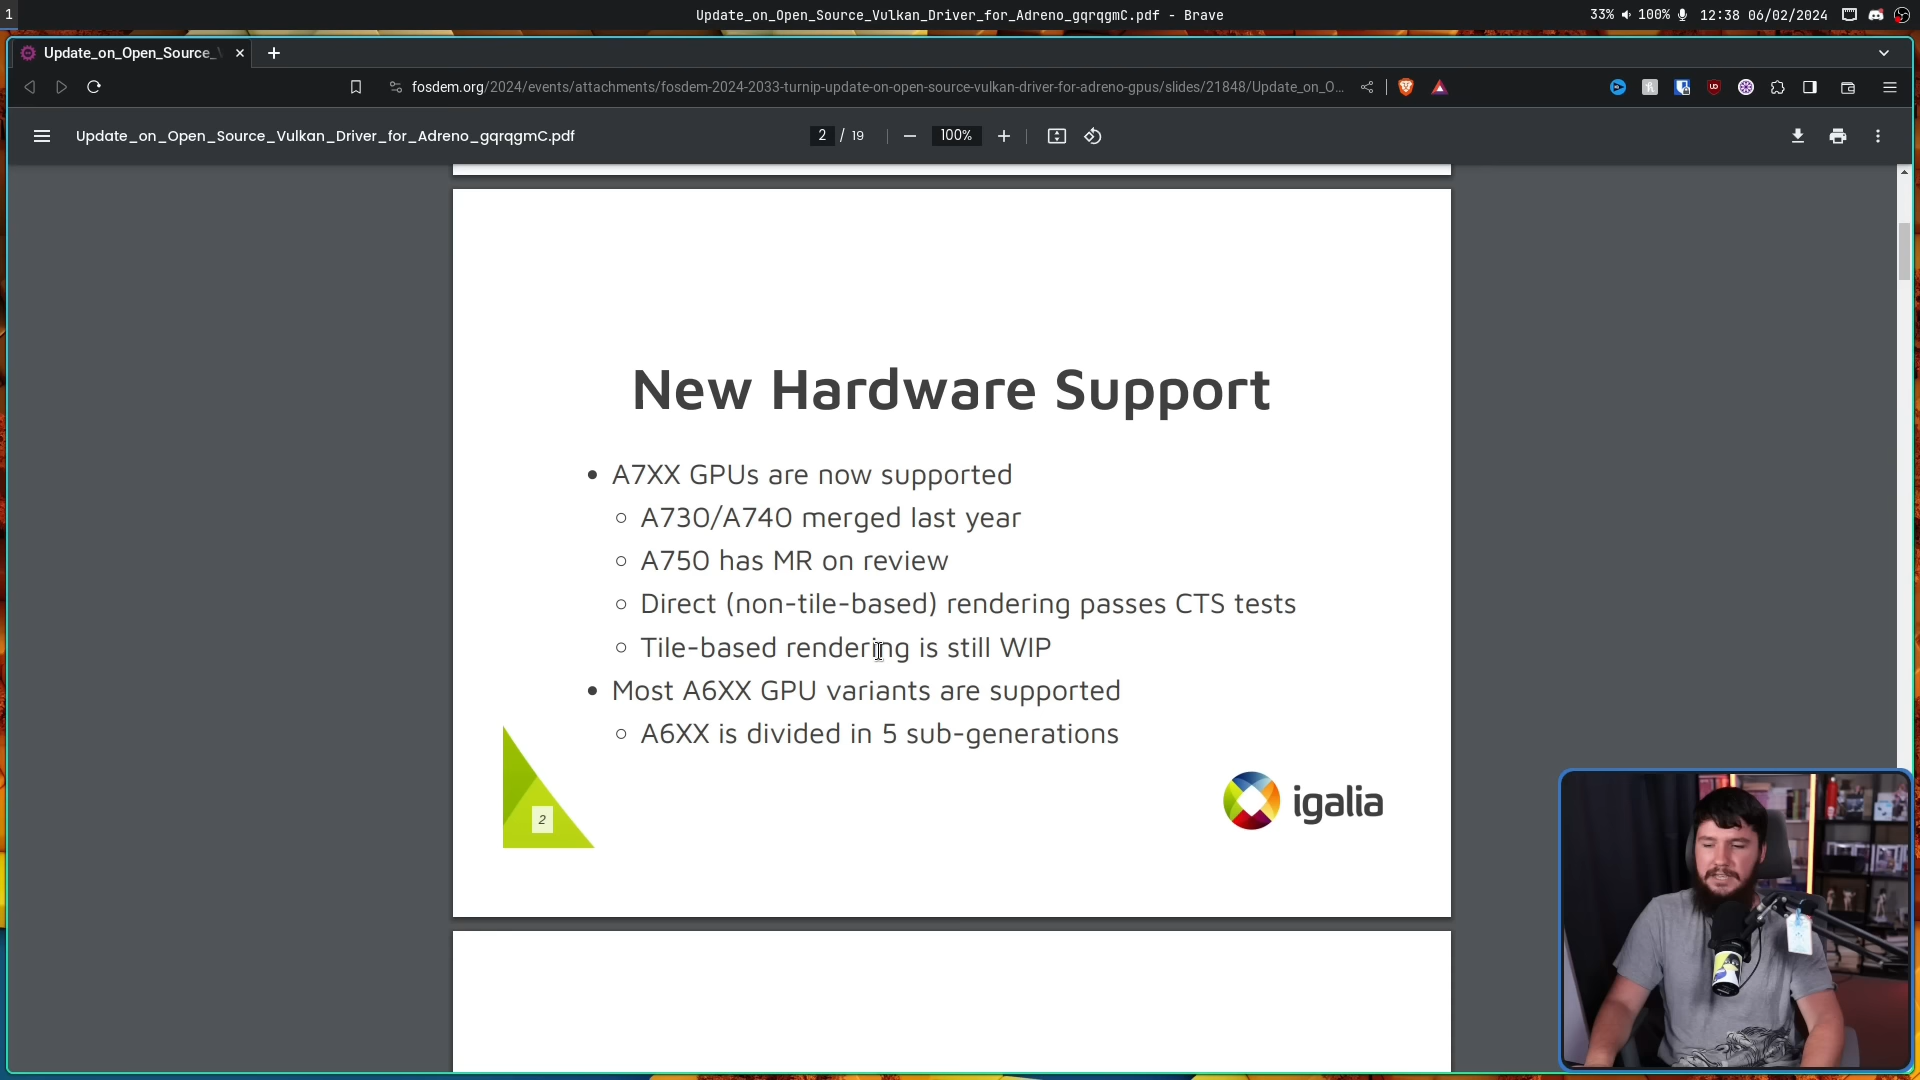 1
Update_on_Open_Source_Vulkan_Driver_for_Adreno_gqrqgmC.pdf - Brave
33% 100% 12:38 06/02/2024
Update_on_Open_Source_
fosdem.org/2024/events/attachments/fosdem-2024-2033-turnip-update-on-open-source-vulkan-driver-for-adreno-gpus/slides/21848/Update_on_O...
Update_on_Open_Source_Vulkan_Driver_for_Adreno_gqrqgmC.pdf
2 / 19
100%
New Hardware Support
• A7XX GPUs are now supported
○ A730/A740 merged last year
○ A750 has MR on review
○ Direct (non-tile-based) rendering passes CTS tests
○ Tile-based rendering is still WIP
• Most A6XX GPU variants are supported
○ A6XX is divided in 5 sub-generations
2
igalia